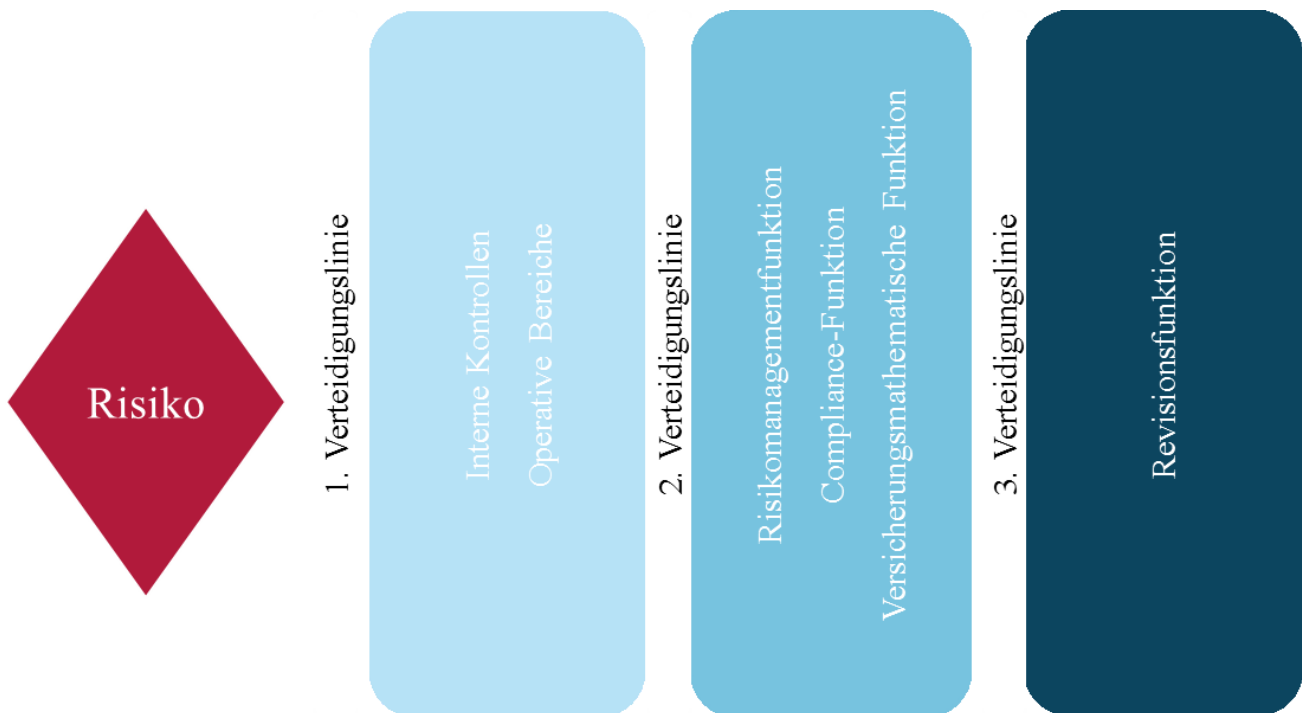 Risiko
1. Verteidigungslinie
Interne Kontrollen
Operative Bereiche
2. Verteidigungslinie
Risikomanagementfunktion
Compliance-Funktion
Versicherungsmathematische Funktion
3. Verteidigungslinie
Revisionsfunktion